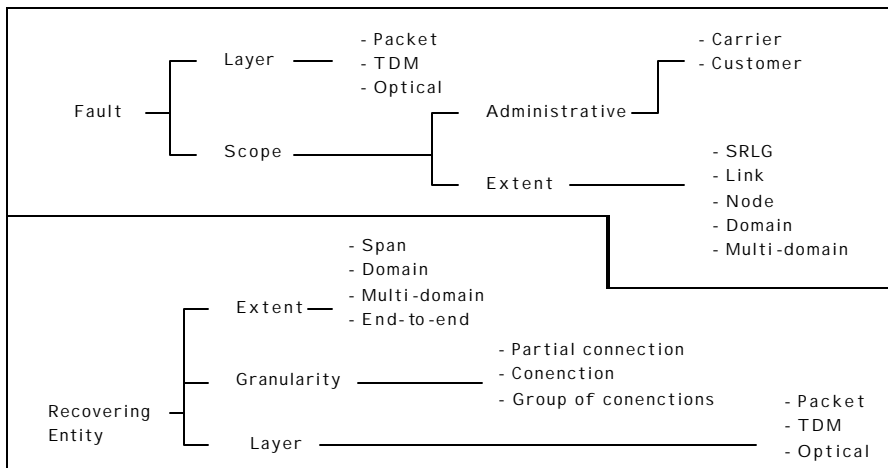 Fault
Layer
- Packet
- TDM
- Optical
Scope
Administrative
- Carrier
- Customer
Extent
- SRLG
- Link
- Node
- Domain
- Multi-domain
Recovering
Entity
Extent
- Span
- Domain
- Multi-domain
- End-to-end
Granularity
- Partial connection
- Conenction
- Group of conenctions
Layer
- Packet
- TDM
- Optical